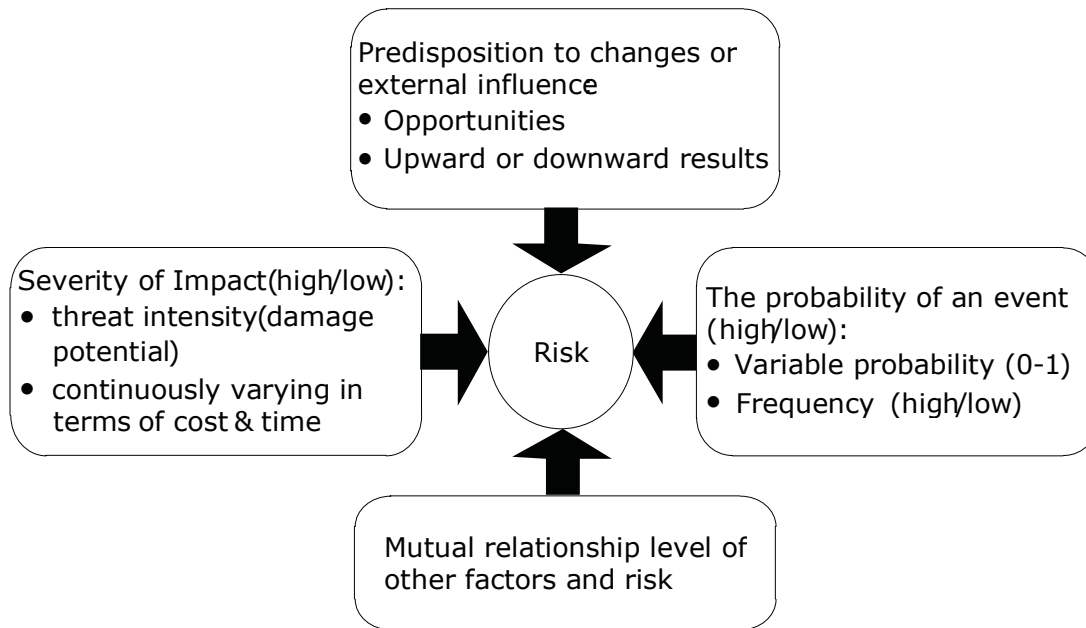 Predisposition to changes or
external influence:
• Opportunities
• Upward or downward results
Severity of Impact(high/low):
• threat intensity(damage
potential)
• continuously varying in
terms of cost & time
Risk
The probability of an event
(high/low):
• Variable probability (0-1)
• Frequency (high/low)
Mutual relationship level of
other factors and risk